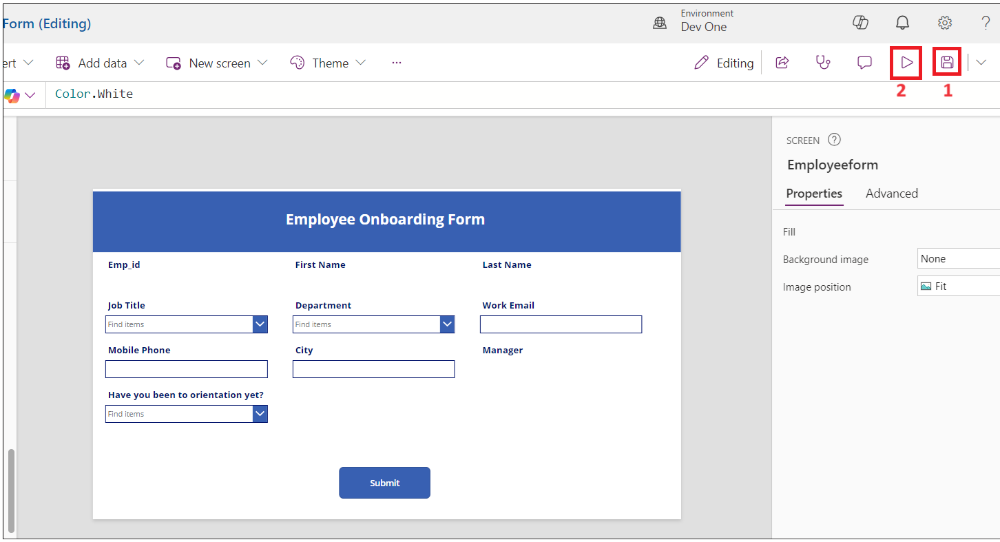 Form (Editing)
Environment
Dev One
ert
Add data
New screen
Theme
...
Editing
2
1
Color.White
SCREEN
Employeeform
Properties
Advanced
Fill
Background image
None
Image position
Fit
Employee Onboarding Form
Emp_id
First Name
Last Name
Job Title
Department
Work Email
Find items
Find items
Mobile Phone
City
Manager
Have you been to orientation yet?
Find items
Submit